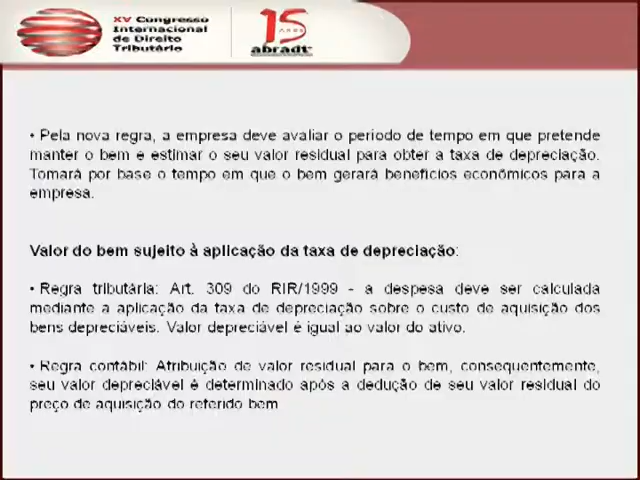 XV Congresso
Internacional
de Direito
Tributário
15
ANOS
abradt
• Pela nova regra, a empresa deve avaliar o período de tempo em que pretende
manter o bem e estimar o seu valor residual para obter a taxa de depreciação.
Tomará por base o tempo em que o bem gerará benefícios econômicos para a
empresa.
Valor do bem sujeito à aplicação da taxa de depreciação:
• Regra tributária: Art. 309 do RIR/1999 - a despesa deve ser calculada
mediante a aplicação da taxa de depreciação sobre o custo de aquisição dos
bens depreciáveis. Valor depreciável é igual ao valor do ativo.
• Regra contábil: Atribuição de valor residual para o bem, consequentemente,
seu valor depreciável é determinado após a dedução de seu valor residual do
preço de aquisição do referido bem